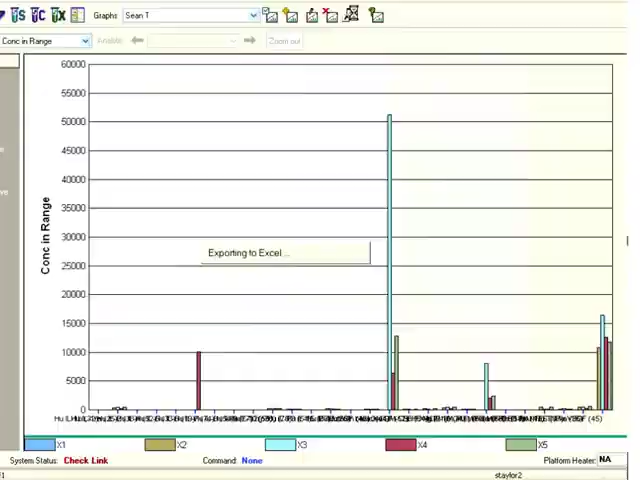 Graphs Sean 1
Conc in Range Analyte Zoom out
60000
55000
50000
45000
40000
35000
30000
25000
20000
15000
10000
5000
0
Conc in Range
Exporting to Excel ...
X1 X2 X3 X4 X5
System Status: Check Link Command: None Platform Heater: NA
staylor2